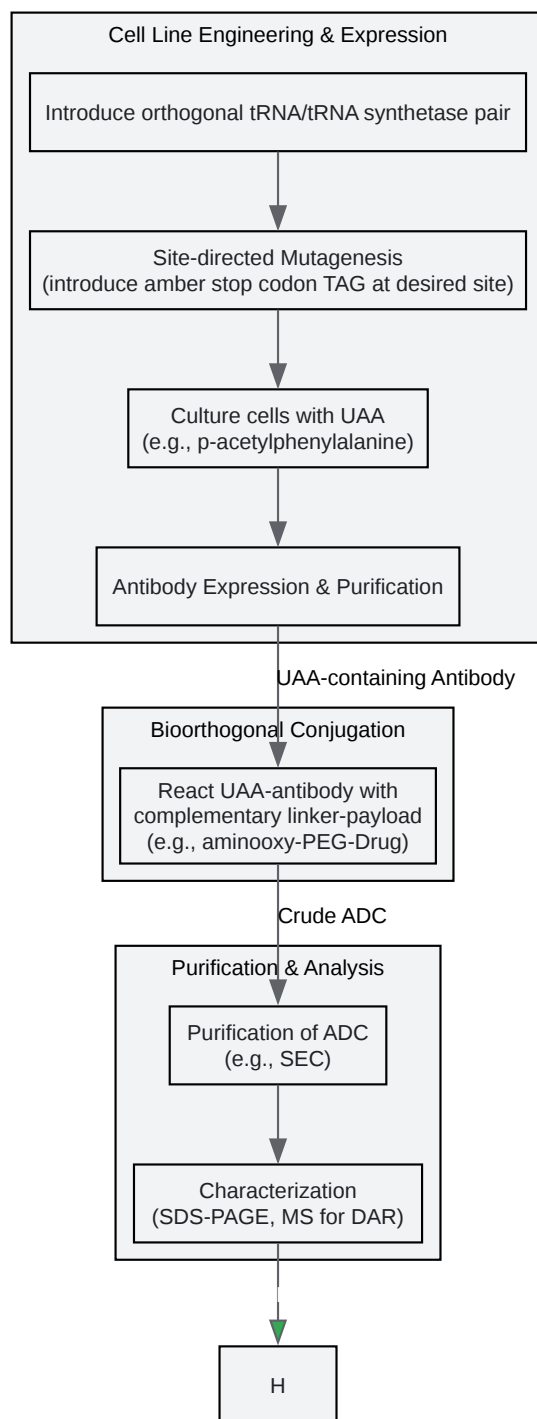 Cell Line Engineering & Expression
Introduce orthogonal tRNA/tRNA synthetase pair
Site-directed Mutagenesis
(introduce amber stop codon TAG at desired site)
Culture cells with UAA
(e.g., p-acetylphenylalanine)
Antibody Expression & Purification
UAA-containing Antibody
Bioorthogonal Conjugation
React UAA-antibody with
complementary linker-payload
(e.g., aminooxy-PEG-Drug)
Crude ADC
Purification & Analysis
Purification of ADC
(e.g., SEC)
Characterization
(SDS-PAGE, MS for DAR)
H